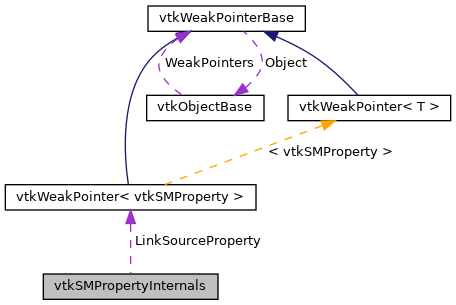 vtkWeakPointerBase
WeakPointers
Object
vtkObjectBase
vtkWeakPointer< T >
< vtkSMProperty >
vtkWeakPointer< vtkSMProperty >
LinkSourceProperty
vtkSMPropertyInternals